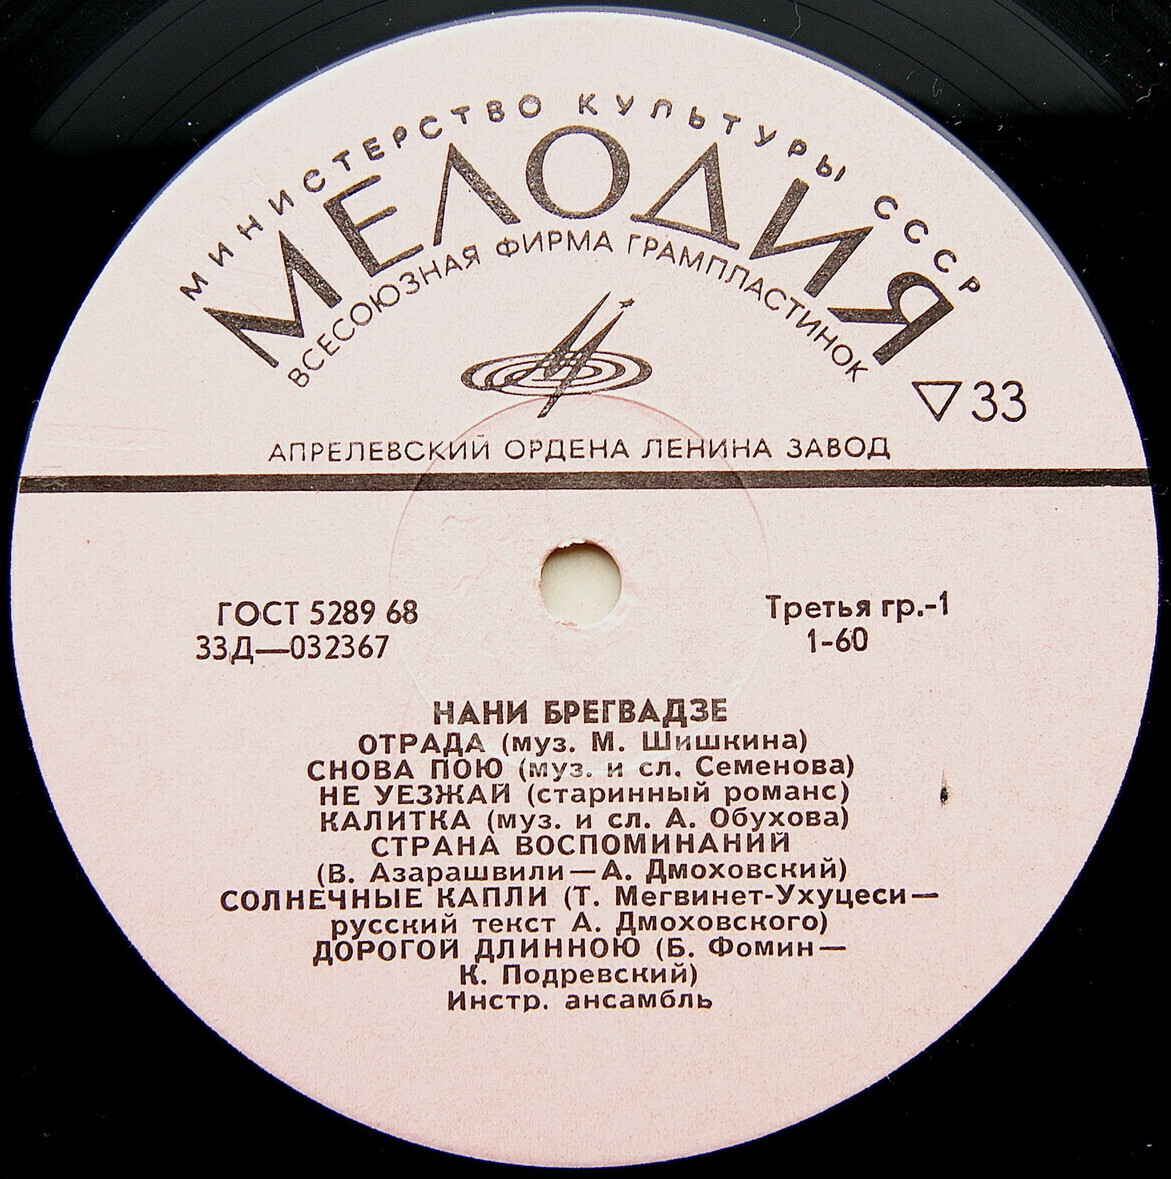 МИНИСТЕРСТВО КУЛЬТУРЫ СССР
МЕЛОДИЯ
ВСЕСОЮЗНАЯ ФИРМА ГРАМПЛАСТИНОК
▽33
АПРЕЛЕВСКИЙ ОРДЕНА ЛЕНИНА ЗАВОД
ГОСТ 5289 68
33Д—032367
Третья гр.-1
1-60
НАНИ БРЕГВАДЗЕ
ОТРАДА (муз. М. Шишкина)
СНОВА ПОЮ (муз. и сл. Семенова)
НЕ УЕЗЖАЙ (старинный романс)
КАЛИТКА (муз. и сл. А. Обухова)
СТРАНА ВОСПОМИНАНИЙ
(В. Азарашвили—А. Дмоховский)
СОЛНЕЧНЫЕ КАПЛИ (Т. Мегвинет-Ухуцеси—
русский текст А. Дмоховского)
ДОРОГОЙ ДЛИННОЮ (Б. Фомин—
К. Подревский)
Инстр. ансамбль